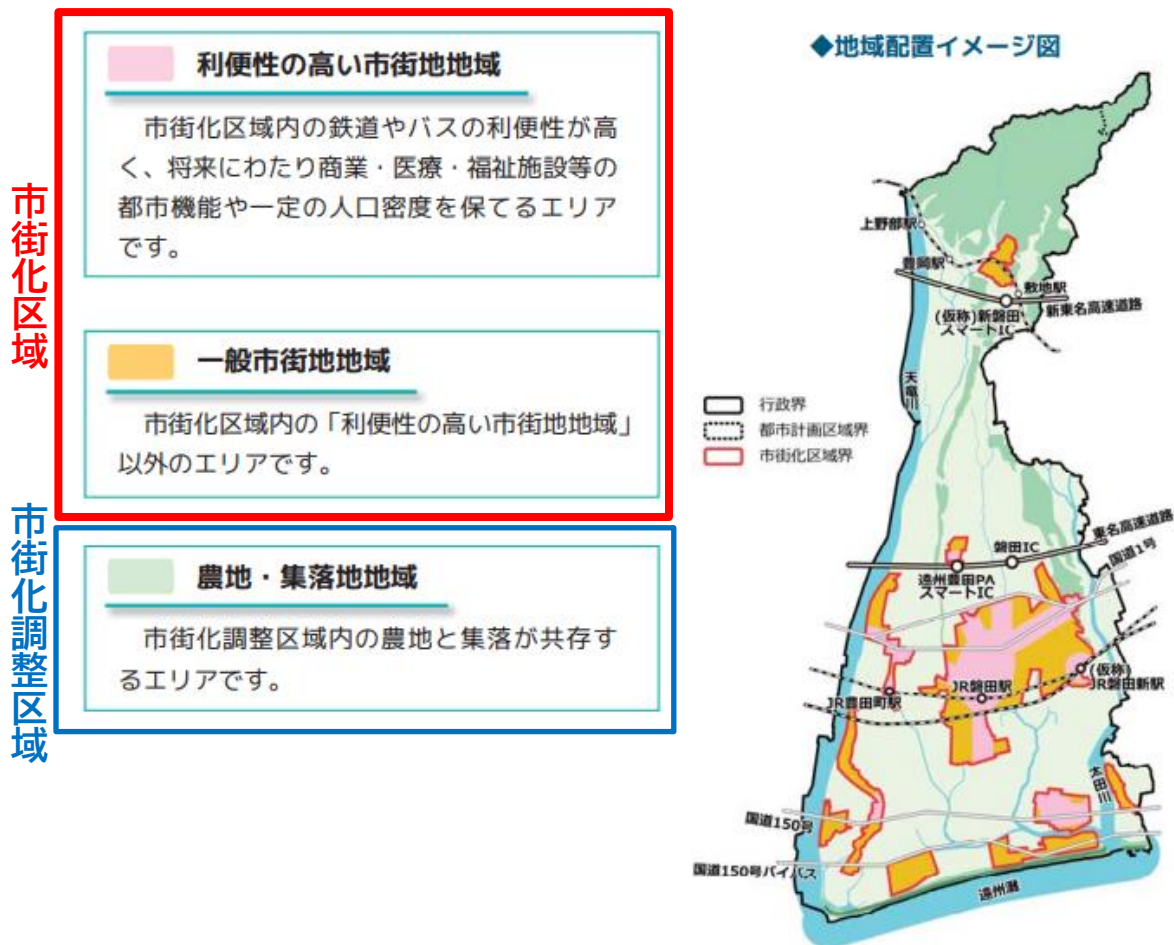 市街化区域
利便性の高い市街地地域
市街化区域内の鉄道やバスの利便性が高
く、将来にわたり商業・医療・福祉施設等の
都市機能や一定の人口密度を保てるエリア
です。
一般市街地地域
市街化区域内の「利便性の高い市街地地域」
以外のエリアです。
市街化調整区域
農地・集落地地域
市街化調整区域内の農地と集落が共存す
るエリアです。
◆地域配置イメージ図
上野部駅
豊岡駅
敷地駅
新東名高速道路
(仮称)新磐田
スマートIC
天竜川
行政界
都市計画区域界
市街化区域界
東名高速道路
磐田IC
国道1号
遠州豊田PA
スマートIC
(仮称)
JR磐田新駅
JR磐田駅
JR豊田町駅
太田川
国道150号
国道150号バイパス
遠州灘